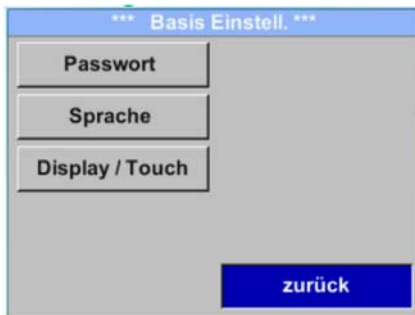 *** Basis Einstell. ***
Passwort
Sprache
Display / Touch
zurück